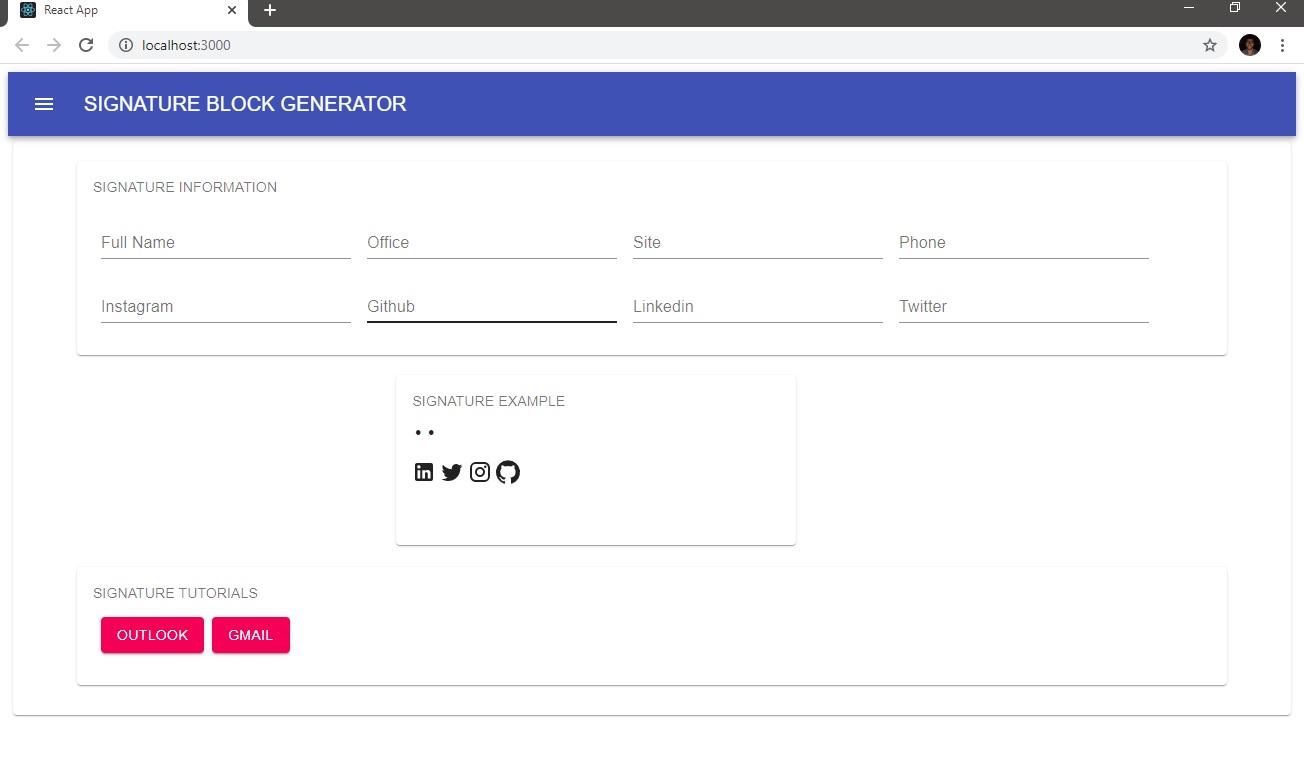 React App
localhost:3000
SIGNATURE BLOCK GENERATOR
SIGNATURE INFORMATION
Full Name Office Site Phone
Instagram Github Linkedin Twitter
SIGNATURE EXAMPLE
• •
SIGNATURE TUTORIALS
OUTLOOK GMAIL